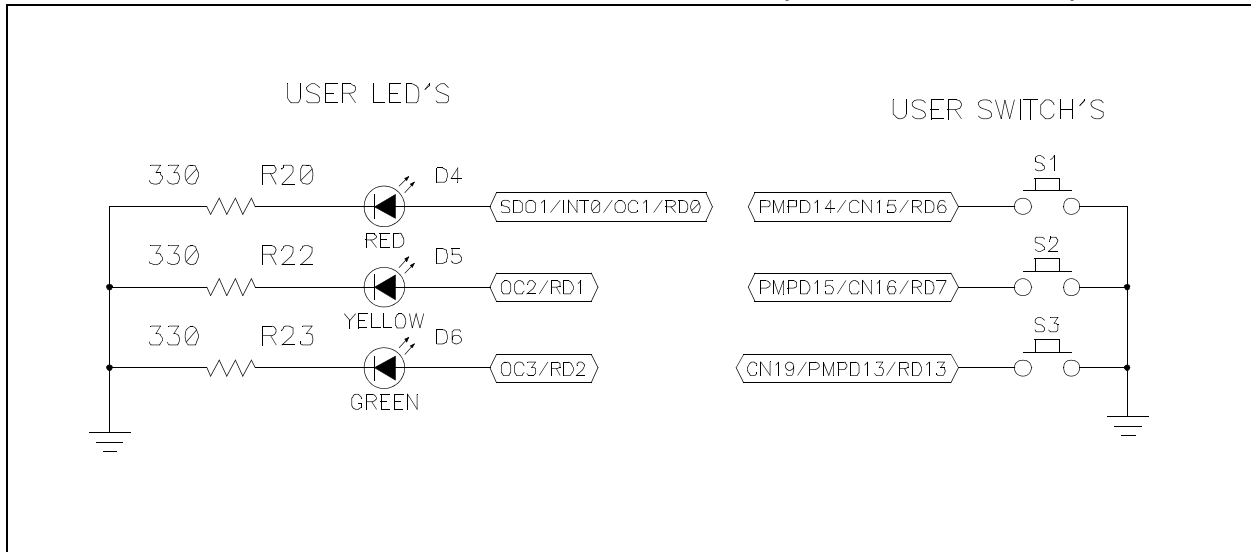 USER LED'S
330 R20 D4
SDO1/INT0/OC1/RD0
RED
330 R22 D5
OC2/RD1
YELLOW
330 R23 D6
OC3/RD2
GREEN
USER SWITCH'S
S1
PMPD14/CN15/RD6
S2
PMPD15/CN16/RD7
S3
CN19/PMPD13/RD13